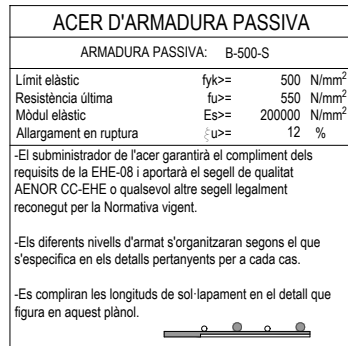 ACER D'ARMADURA PASSIVA
ARMADURA PASSIVA: B-500-S
Límit elàstic fyk>= 500 N/mm²
Resistència última fu>= 550 N/mm²
Mòdul elàstic Es>= 200000 N/mm²
Allargament en ruptura ξu>= 12 %
-El subministrador de l'acer garantirà el compliment dels
requisits de la EHE-08 i aportarà el segell de qualitat
AENOR CC-EHE o qualsevol altre segell legalment
reconegut per la Normativa vigent.
-Els diferents nivells d'armat s'organitzaran segons el que
s'especifica en els detalls pertanyents per a cada cas.
-Es compliran les longituds de sol·lapament en el detall que
figura en aquest plànol.